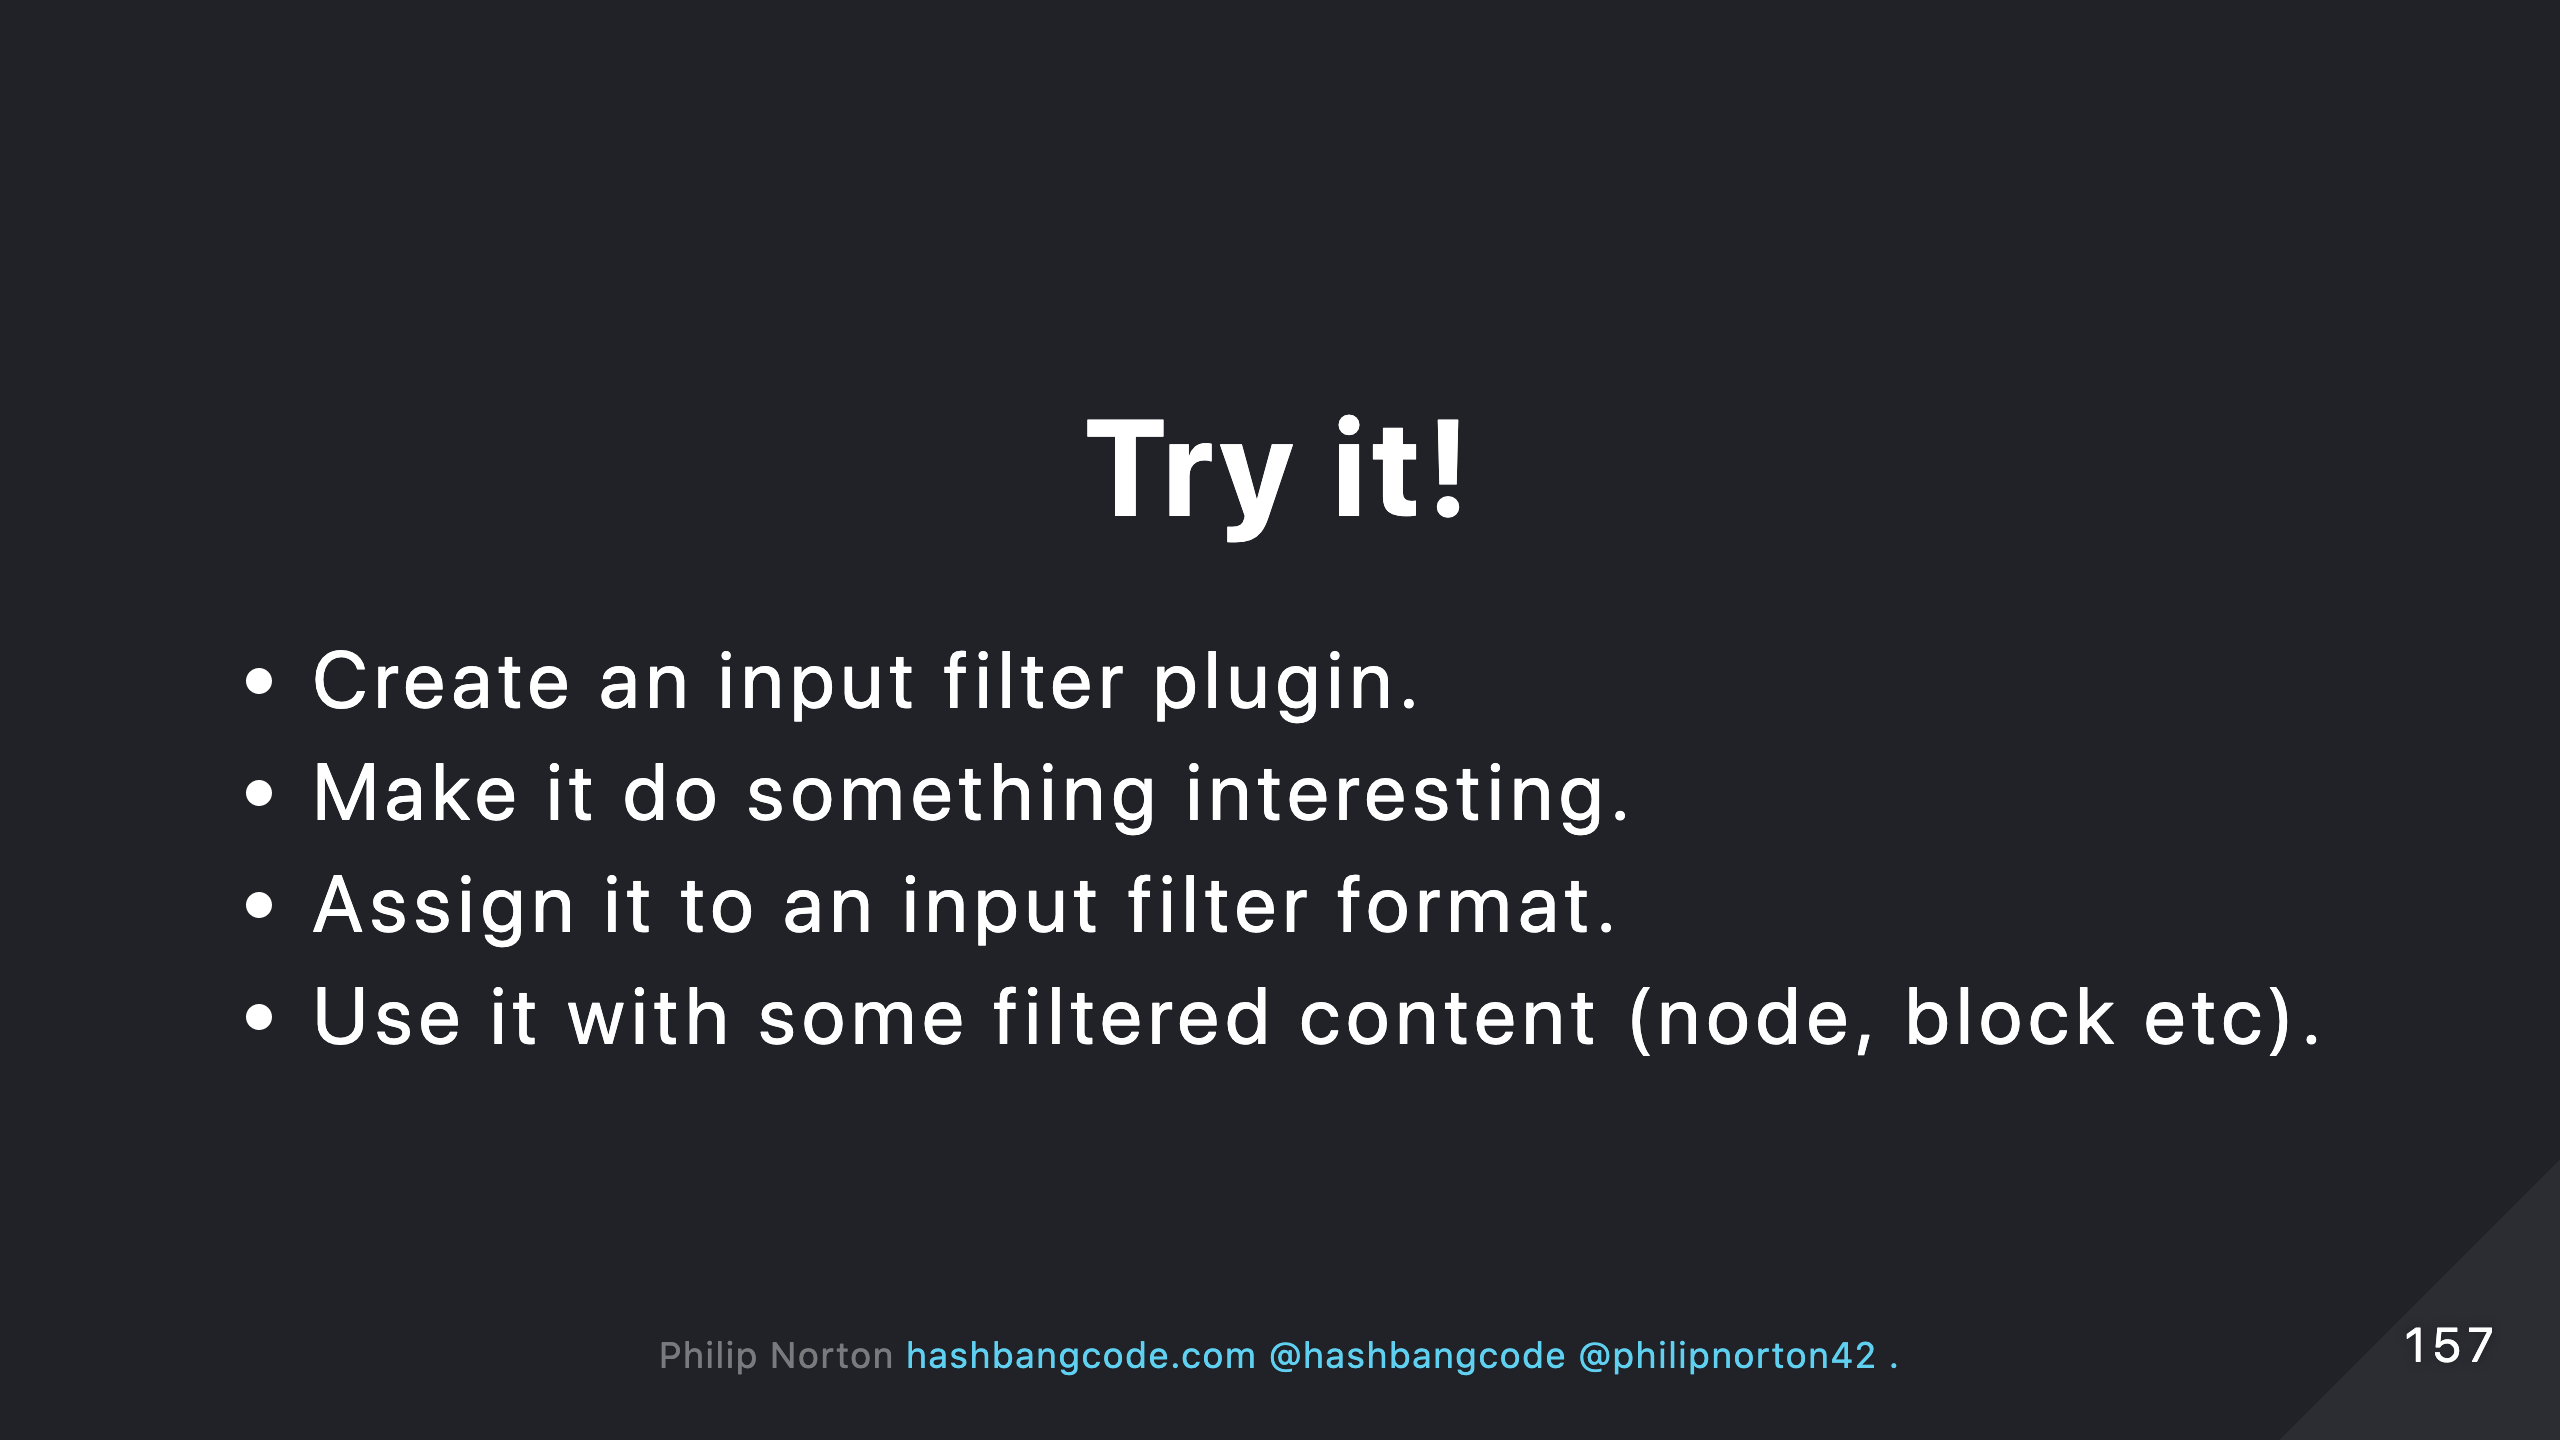 Try it!
• Create an input filter plugin.
• Make it do something interesting.
• Assign it to an input filter format.
• Use it with some filtered content (node, block etc).
Philip Norton hashbangcode.com @hashbangcode @philipnorton42 .
157